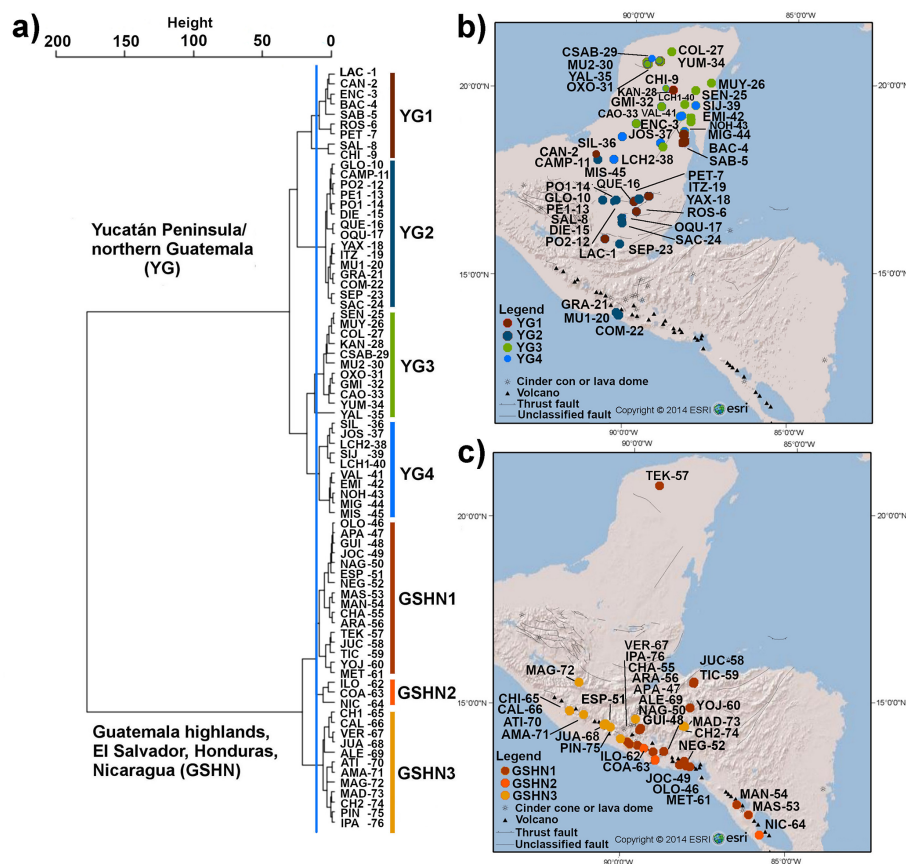 a)
Height
200 150 100 50 0
LAC -1
CAN -2
ENC -3
BAC -4
SAB -5
ROS -6
PET -7
SAL -8
CHI -9
YG1
GLO -10
CAMP-11
PO2 -12
PE1 -13
PO1 -14
DIE -15
QUE -16
OQU -17
YAX -18
ITZ -19
MU1 -20
GRA -21
COM -22
SEP -23
SAC -24
YG2
SEN -25
MUY -26
COL -27
KAN -28
CSAB-29
MU2 -30
OXO -31
GMI -32
CAO -33
YUM -34
YAL -35
YG3
SIL -36
JOS -37
LCH2-38
SIJ -39
LCH1-40
VAL -41
EMI -42
NOH -43
MIG -44
MIS -45
YG4
OLO -46
APA -47
GUI -48
JOC -49
NAG -50
ESP -51
NEG -52
MAS -53
MAN -54
CHA -55
ARA -56
TEK -57
JUC -58
TIC -59
YOJ -60
MET -61
GSHN1
ILO -62
COA -63
NIC -64
GSHN2
CH1 -65
CAL -66
VER -67
JUA -68
ALE -69
ATI -70
AMA -71
MAG -72
MAD -73
CH2 -74
PIN -75
IPA -76
GSHN3
Yucatán Peninsula/
northern Guatemala
(YG)
Guatemala highlands,
El Salvador, Honduras,
Nicaragua (GSHN)
b)
90°0'0"W 85°0'0"W
20°0'0"N
15°0'0"N
CSAB-29
MU2-30
YAL-35
OXO-31
COL-27
YUM-34
CHI-9
KAN-28
LCH1-40
MUY-26
SEN-25
GMI-32
SIJ-39
CAO-33
VAL-41
EMI-42
ENC-3
NOH-43
JOS-37
MIG-44
SIL-36
BAC-4
SAB-5
CAN-2
CAMP-11
LCH2-38
MIS-45
PET-7
QUE-16
ITZ-19
PO1-14
YAX-18
GLO-10
PE1-13
ROS-6
SAL-8
OQU-17
DIE-15
SAC-24
PO2-12
LAC-1
SEP-23
GRA-21
MU1-20
COM-22
Legend
YG1
YG2
YG3
YG4
Cinder con or lava dome
Volcano
Thrust fault
Unclassified fault
Copyright © 2014 ESRI esri
90°0'0"W 85°0'0"W
c)
TEK-57
20°0'0"N
15°0'0"N
VER-67
IPA-76
CHA-55
ARA-56
APA-47
ALE-69
NAG-50
GUI-48
JUC-58
TIC-59
MAG-72
CHI-65
CAL-66
ATI-70
AMA-71
ESP-51
YOJ-60
MAD-73
CH2-74
JUA-68
PIN-75
NEG-52
ILO-62
COA-63
JOC-49
OLO-46
MET-61
MAN-54
MAS-53
NIC-64
Legend
GSHN1
GSHN2
GSHN3
Cinder cone or lava dome
Volcano
Thrust fault
Unclassified fault
Copyright © 2014 ESRI esri
90°0'0"W 85°0'0"W